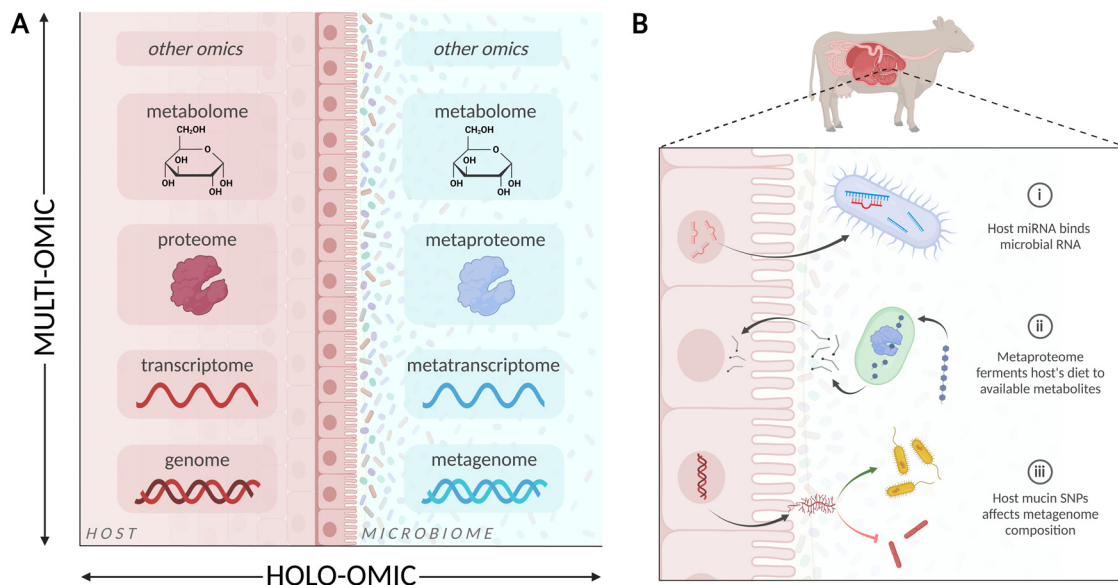 A
MULTI-OMIC
other omics
metabolome
CH₂OH
O
OH
OH
OH
OH
proteome
transcriptome
genome
HOST
other omics
metabolome
CH₂OH
O
OH
OH
OH
OH
metaproteome
metatranscriptome
metagenome
MICROBIOME
HOLO-OMIC
B
i
Host miRNA binds
microbial RNA
ii
Metaproteome
ferments host's diet to
available metabolites
iii
Host mucin SNPs
affects metagenome
composition